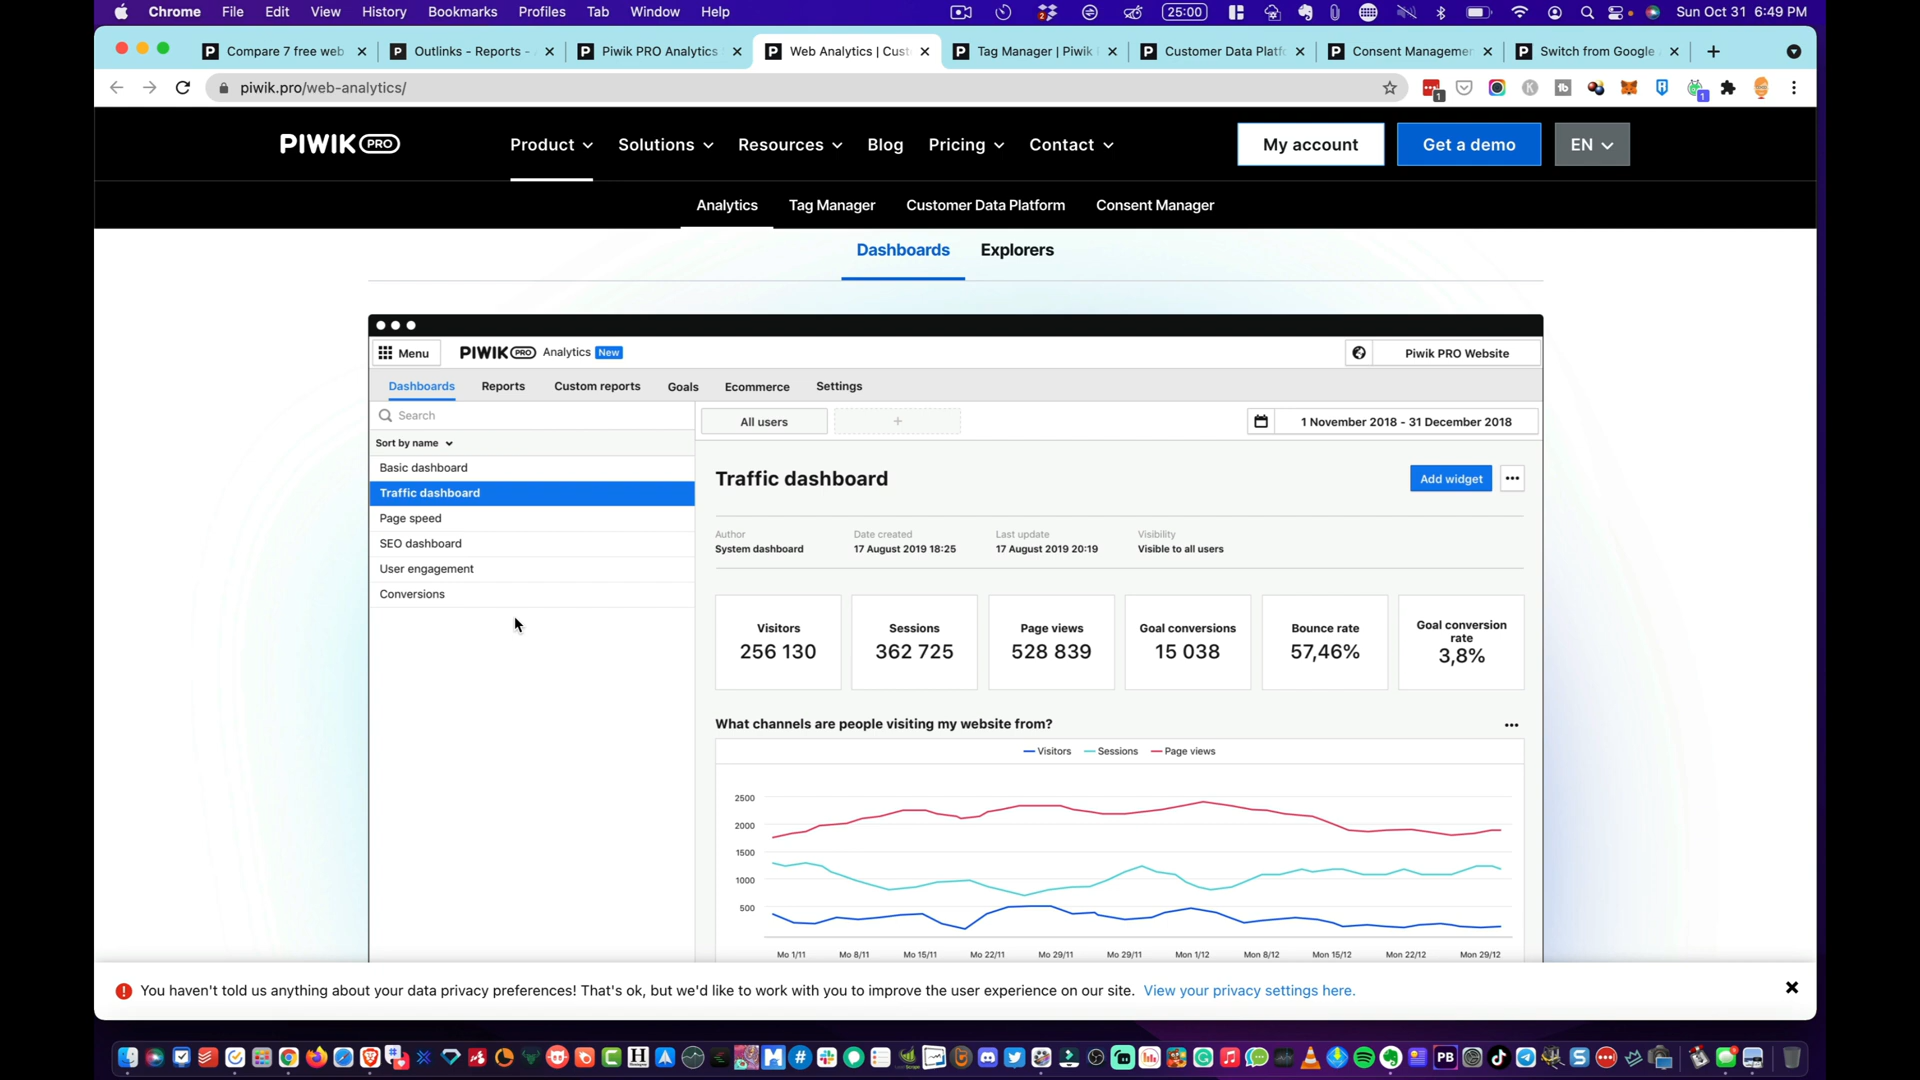 Chrome File Edit View History Bookmarks Profiles Tab Window Help 25:00 Sun Oct 31 6:49 PM
Compare 7 free web Outlinks - Reports - Piwik PRO Analytics Web Analytics | Cust Tag Manager | Piwik Customer Data Platf Consent Managemen Switch from Google
piwik.pro/web-analytics/
PIWIK PRO Product Solutions Resources Blog Pricing Contact My account Get a demo EN
Analytics Tag Manager Customer Data Platform Consent Manager
Dashboards Explorers
Menu PIWIK PRO Analytics New Piwik PRO Website
Dashboards Reports Custom reports Goals Ecommerce Settings
Search
All users + 1 November 2018 - 31 December 2018
Sort by name
Basic dashboard
Traffic dashboard
Page speed
SEO dashboard
User engagement
Conversions
Traffic dashboard Add widget
Author Date created Last update Visibility
System dashboard 17 August 2019 18:25 17 August 2019 20:19 Visible to all users
Visitors Sessions Page views Goal conversions Bounce rate Goal conversion rate
256 130 362 725 528 839 15 038 57,46% 3,8%
What channels are people visiting my website from?
Visitors Sessions Page views
2500
2000
1500
1000
500
Mo 1/11 Mo 8/11 Mo 15/11 Mo 22/11 Mo 29/11 Mo 29/11 Mon 1/12 Mon 8/12 Mon 15/12 Mon 22/12 Mon 29/12
You haven't told us anything about your data privacy preferences! That's ok, but we'd like to work with you to improve the user experience on our site. View your privacy settings here.